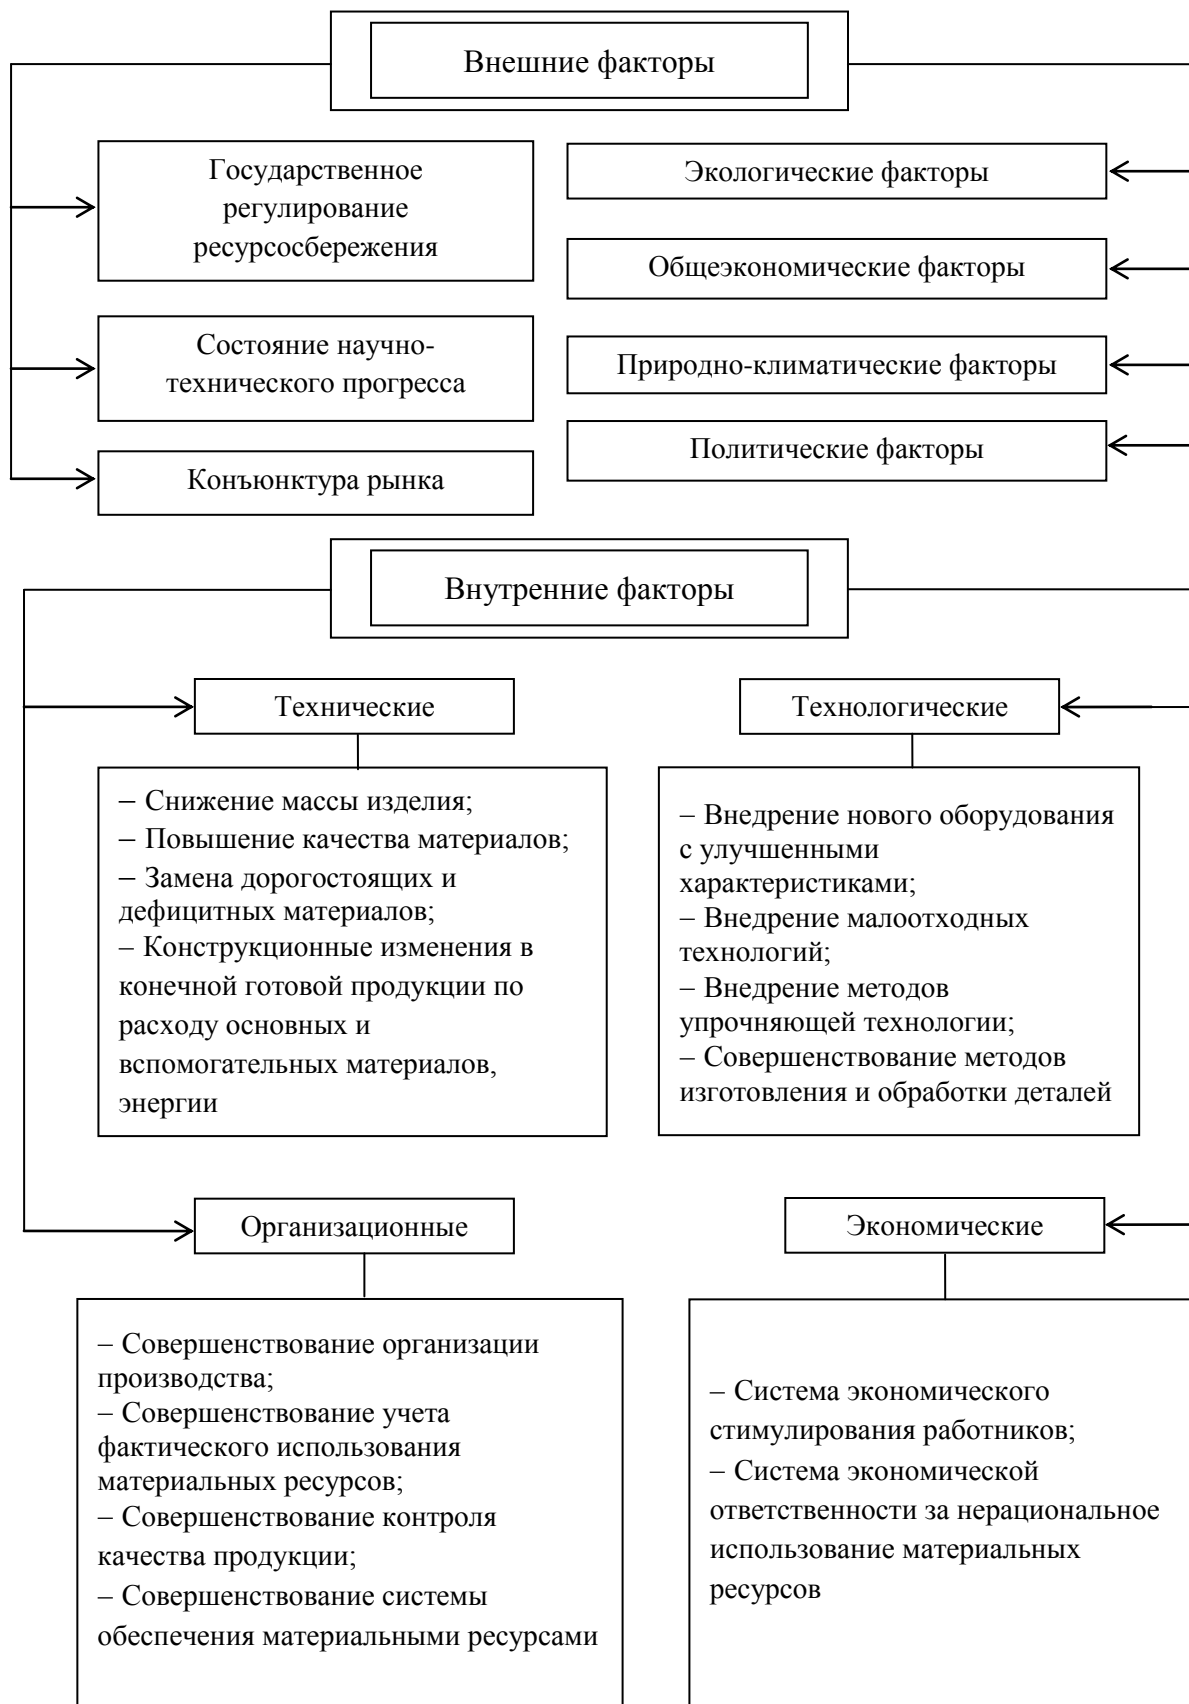 Внешние факторы
Государственное
регулирование
ресурсосбережения
Состояние научно-
технического прогресса
Конъюнктура рынка
Экологические факторы
Общеэкономические факторы
Природно-климатические факторы
Политические факторы
Внутренние факторы
Технические
– Снижение массы изделия;
– Повышение качества материалов;
– Замена дорогостоящих и
дефицитных материалов;
– Конструкционные изменения в
конечной готовой продукции по
расходу основных и
вспомогательных материалов,
энергии
Технологические
– Внедрение нового оборудования
с улучшенными
характеристиками;
– Внедрение малоотходных
технологий;
– Внедрение методов
упрочняющей технологии;
– Совершенствование методов
изготовления и обработки деталей
Организационные
– Совершенствование организации
производства;
– Совершенствование учета
фактического использования
материальных ресурсов;
– Совершенствование контроля
качества продукции;
– Совершенствование системы
обеспечения материальными ресурсами
Экономические
– Система экономического
стимулирования работников;
– Система экономической
ответственности за нерациональное
использование материальных
ресурсов